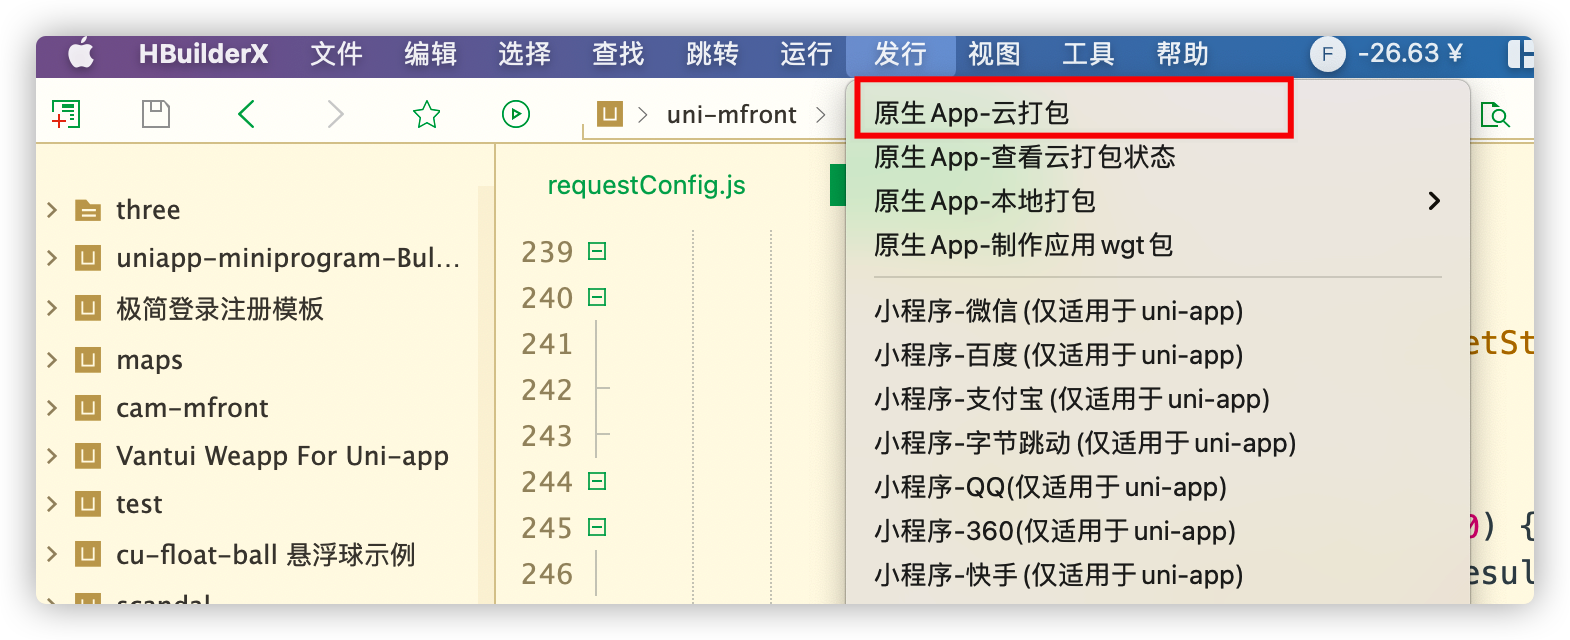 HBuilderX 文件 编辑 选择 查找 跳转 运行 发行 视图 工具 帮助 F -26.63 ¥
uni-mfront
原生 App-云打包
原生 App-查看云打包状态
原生 App-本地打包
原生 App-制作应用 wgt 包
小程序-微信 (仅适用于 uni-app)
小程序-百度 (仅适用于 uni-app)
小程序-支付宝 (仅适用于 uni-app)
小程序-字节跳动 (仅适用于 uni-app)
小程序-QQ(仅适用于 uni-app)
小程序-360(仅适用于 uni-app)
小程序-快手 (仅适用于 uni-app)
three
uniapp-miniprogram-Bul...
极简登录注册模板
maps
cam-mfront
Vantui Weapp For Uni-app
test
cu-float-ball 悬浮球示例
scandal
requestConfig.js
239
240
241
242
243
244
245
246
etSt
0) {
esul